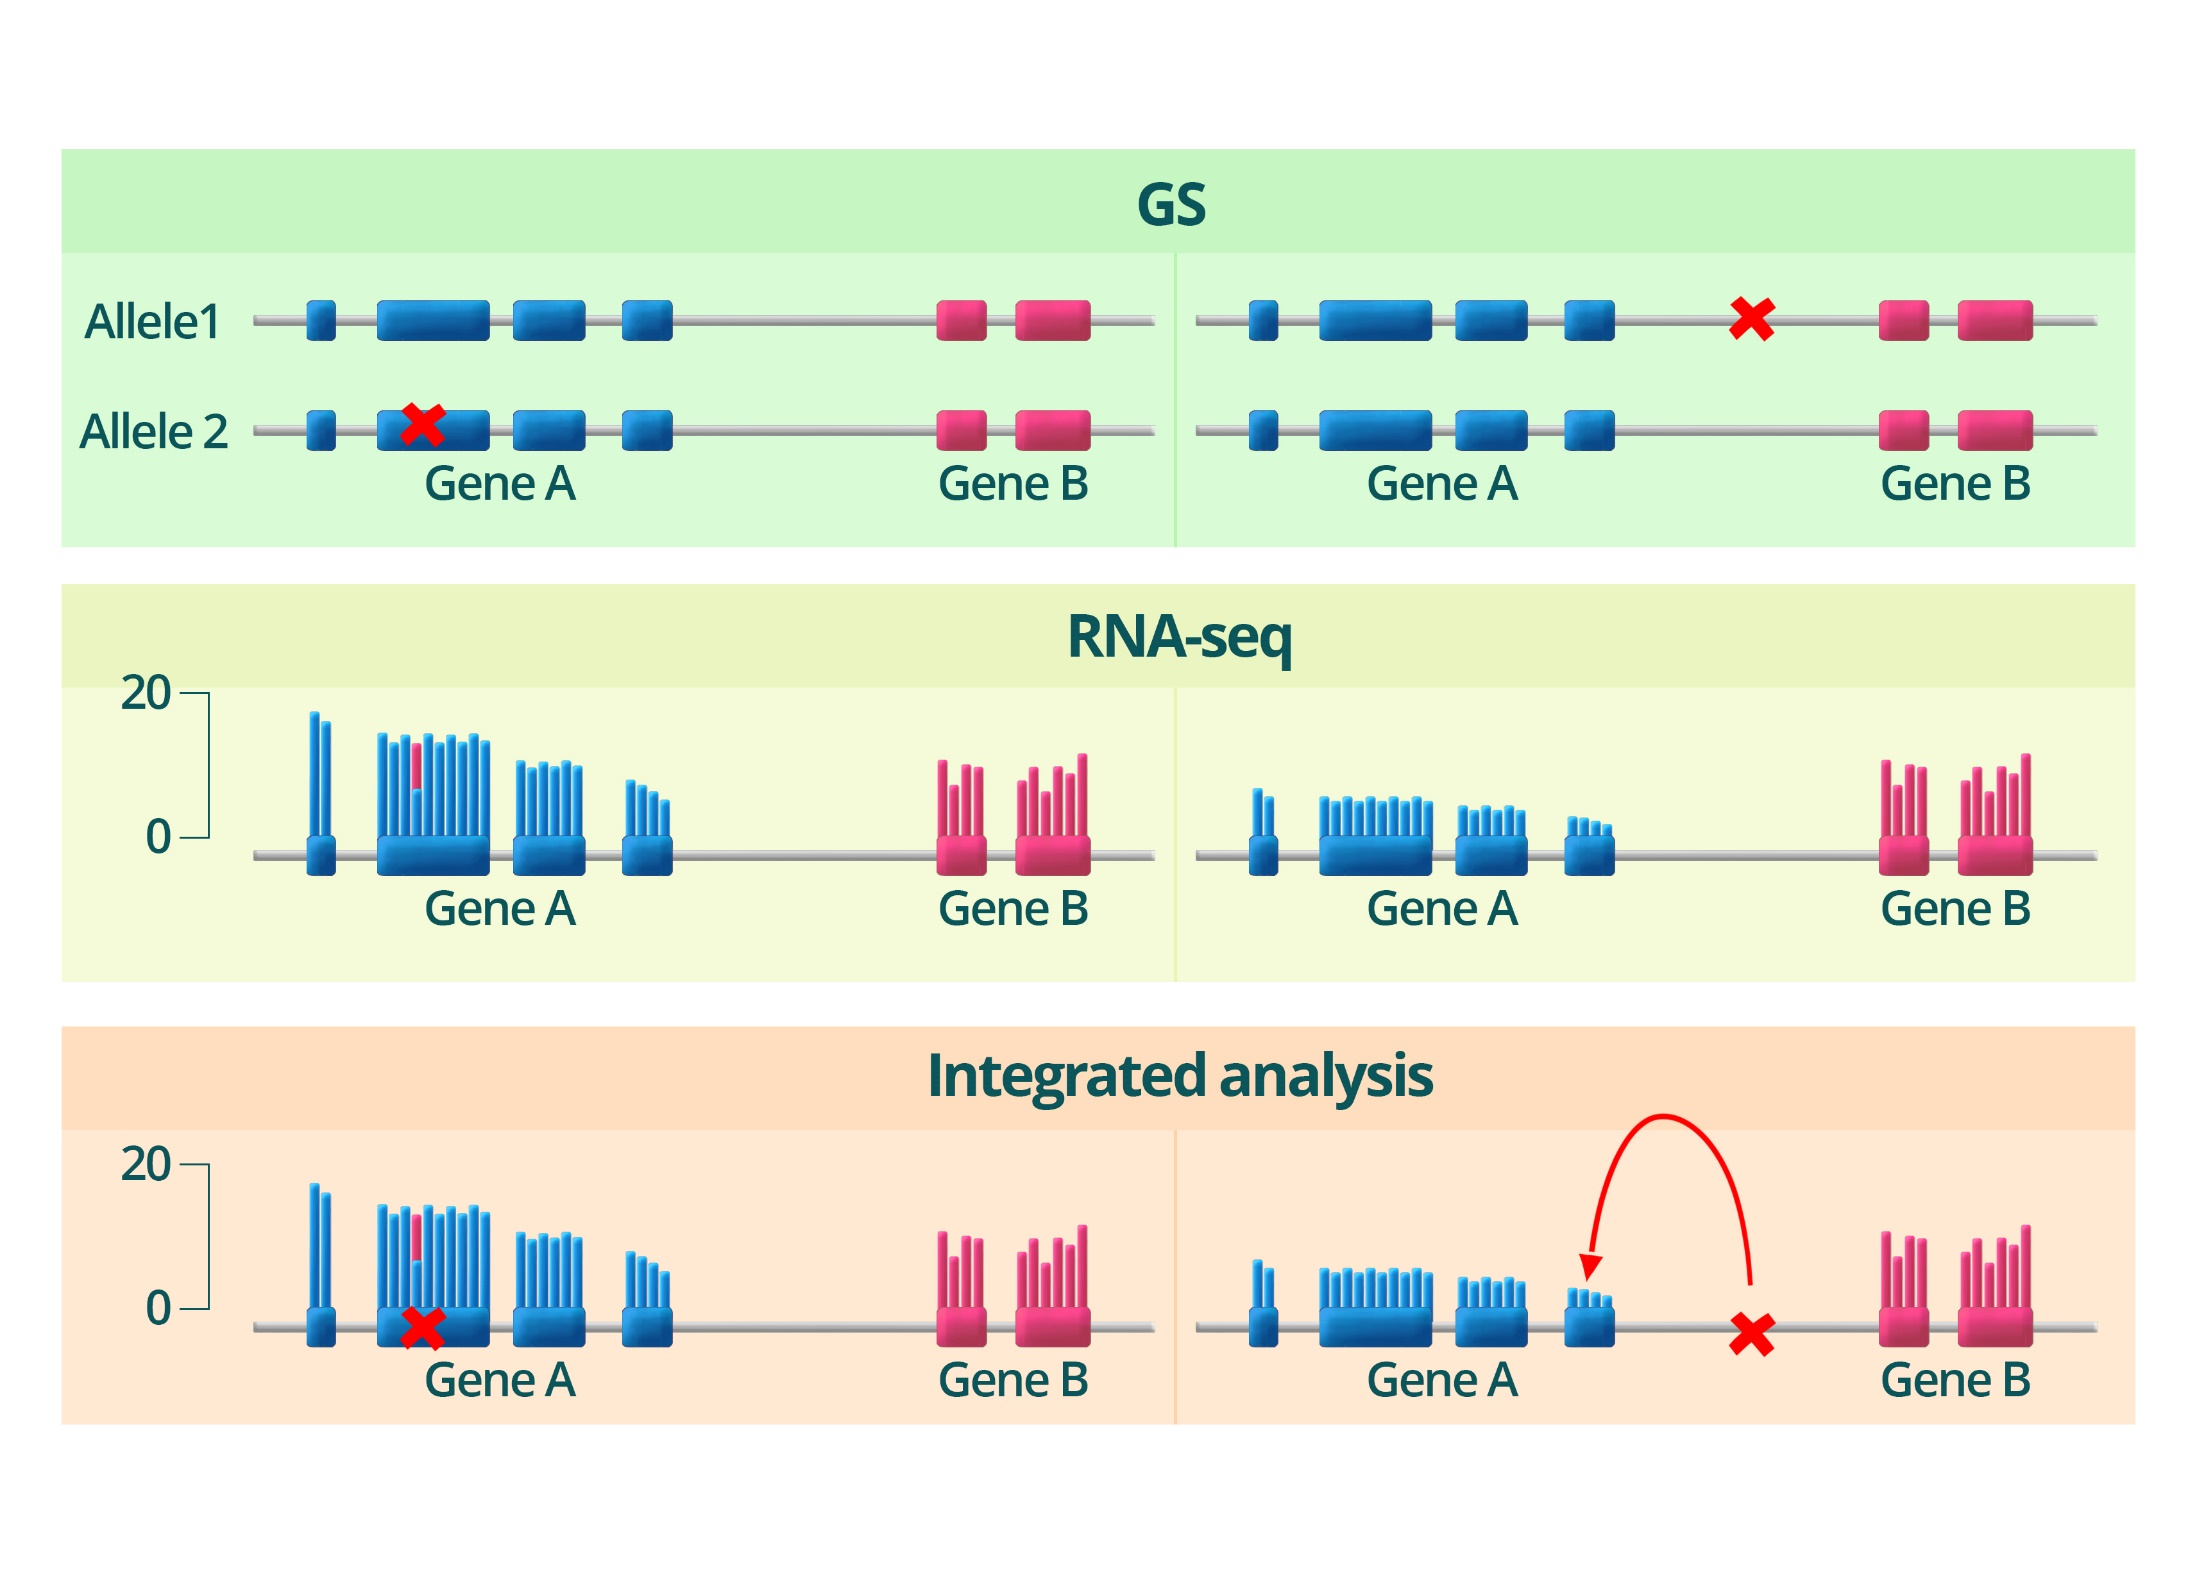 GS
Allele1
Allele 2
Gene A Gene B Gene A Gene B
RNA-seq
20
0
Gene A Gene B Gene A Gene B
Integrated analysis
20
0
Gene A Gene B Gene A Gene B